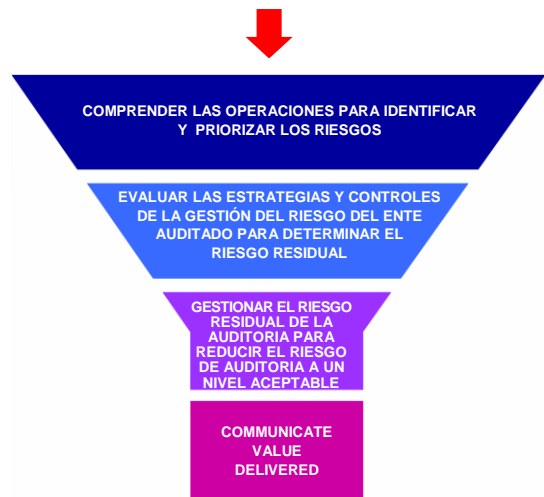 COMPRENDER LAS OPERACIONES PARA IDENTIFICAR
Y PRIORIZAR LOS RIESGOS
EVALUAR LAS ESTRATEGIAS Y CONTROLES
DE LA GESTIÓN DEL RIESGO DEL ENTE
AUDITADO PARA DETERMINAR EL
RIESGO RESIDUAL
GESTIONAR EL RIESGO
RESIDUAL DE LA
AUDITORIA PARA
REDUCIR EL RIESGO
DE AUDITORIA A UN
NIVEL ACEPTABLE
COMMUNICATE
VALUE
DELIVERED